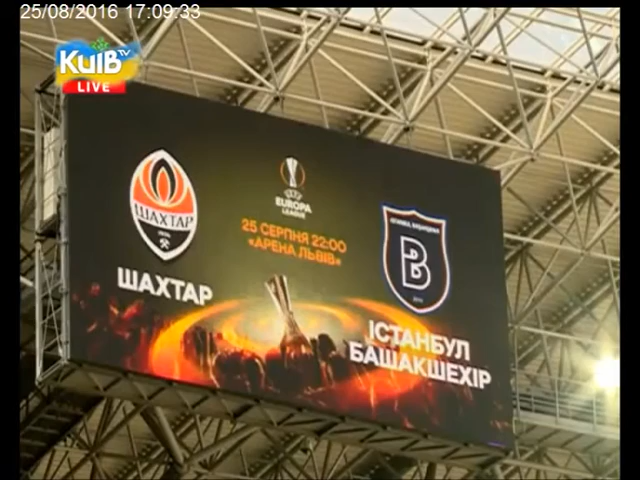 25/08/2016 17:09:33
КиїВ TV
LIVE
ШАХТАР
UEFA
EUROPA
LEAGUE
25 СЕРПНЯ 22:00
«АРЕНА ЛЬВІВ»
ШАХТАР
ІСТАНБУЛ
БАШАКШЕХІР